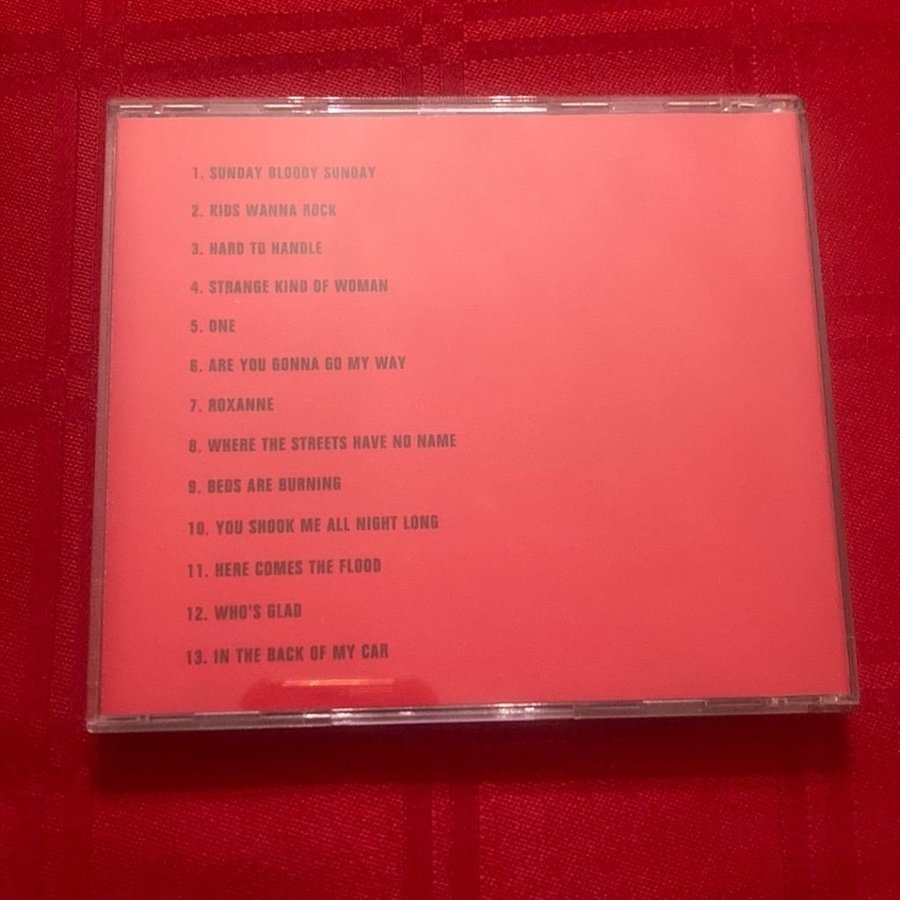 1. SUNDAY BLOODY SUNDAY
2. KIDS WANNA ROCK
3. HARD TO HANDLE
4. STRANGE KIND OF WOMAN
5. ONE
6. ARE YOU GONNA GO MY WAY
7. ROXANNE
8. WHERE THE STREETS HAVE NO NAME
9. BEDS ARE BURNING
10. YOU SHOOK ME ALL NIGHT LONG
11. HERE COMES THE FLOOD
12. WHO'S GLAD
13. IN THE BACK OF MY CAR